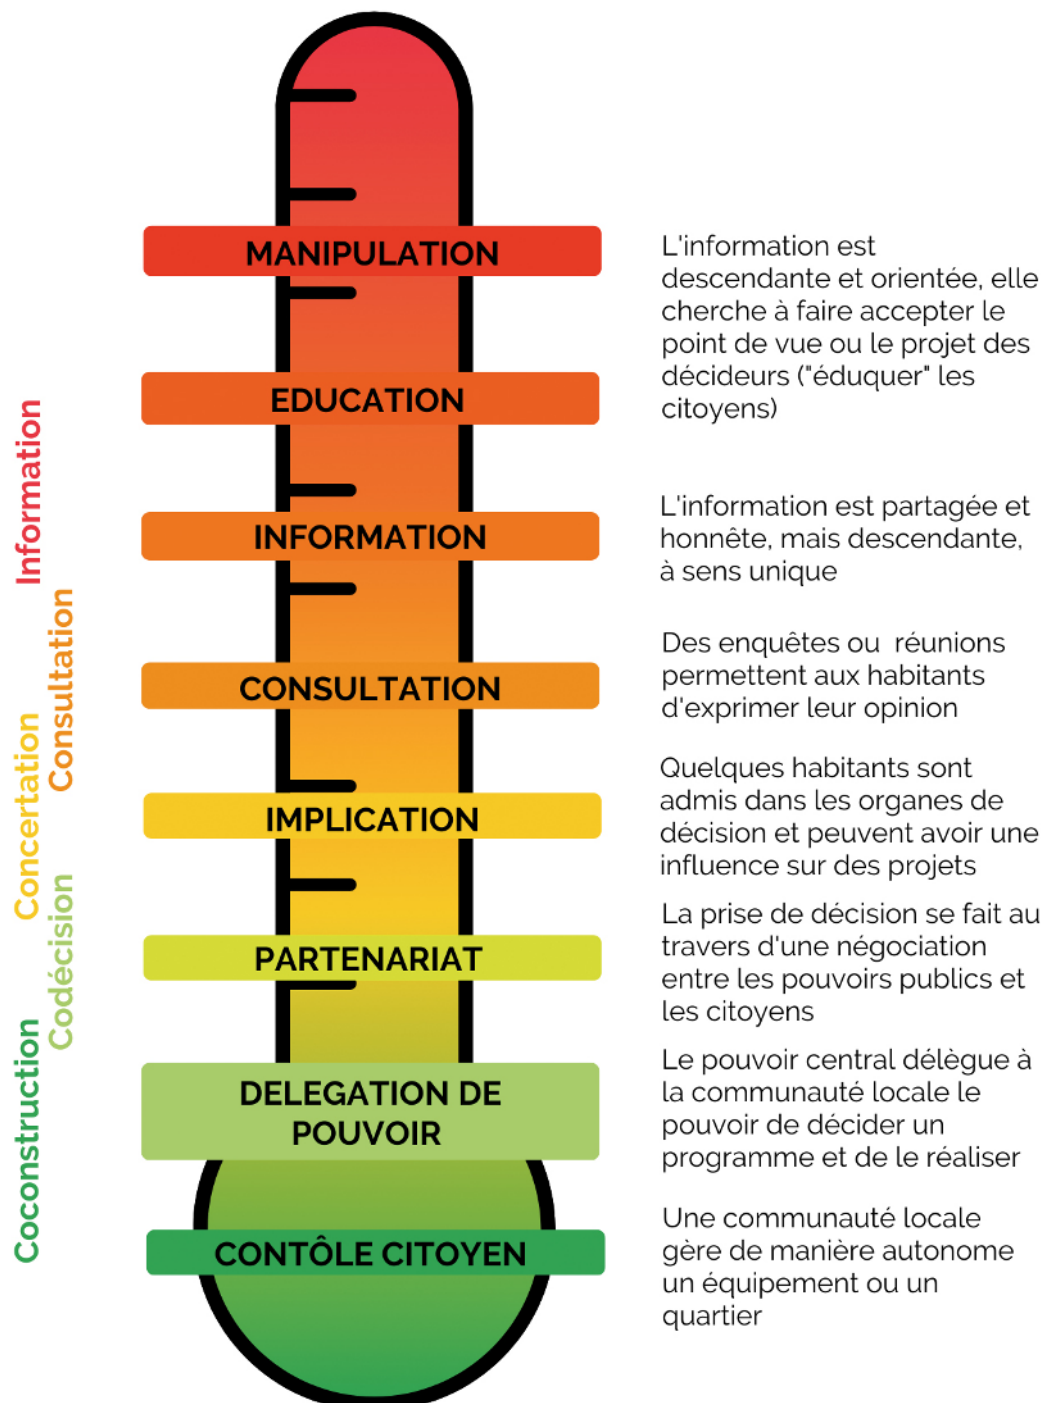 MANIPULATION
L'information est
descendante et orientée, elle
cherche à faire accepter le
point de vue ou le projet des
décideurs ("éduquer" les
citoyens)
EDUCATION
Information
INFORMATION
L'information est partagée et
honnête, mais descendante,
à sens unique
Consultation
CONSULTATION
Des enquêtes ou réunions
permettent aux habitants
d'exprimer leur opinion
Concertation
IMPLICATION
Quelques habitants sont
admis dans les organes de
décision et peuvent avoir une
influence sur des projets
Codécision
PARTENARIAT
La prise de décision se fait au
travers d'une négociation
entre les pouvoirs publics et
les citoyens
Coconstruction
DELEGATION DE
POUVOIR
Le pouvoir central délègue à
la communauté locale le
pouvoir de décider un
programme et de le réaliser
CONTÔLE CITOYEN
Une communauté locale
gère de manière autonome
un équipement ou un
quartier